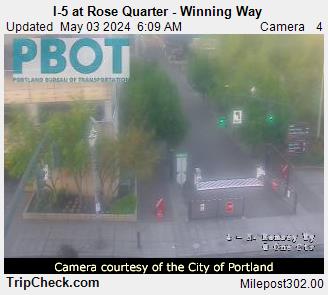 I-5 at Rose Quarter - Winning Way
Updated May 03 2024 6:09 AM Camera 4
PBOT
PORTLAND BUREAU OF TRANSPORTATION
Camera courtesy of the City of Portland
TripCheck.com Milepost302.00